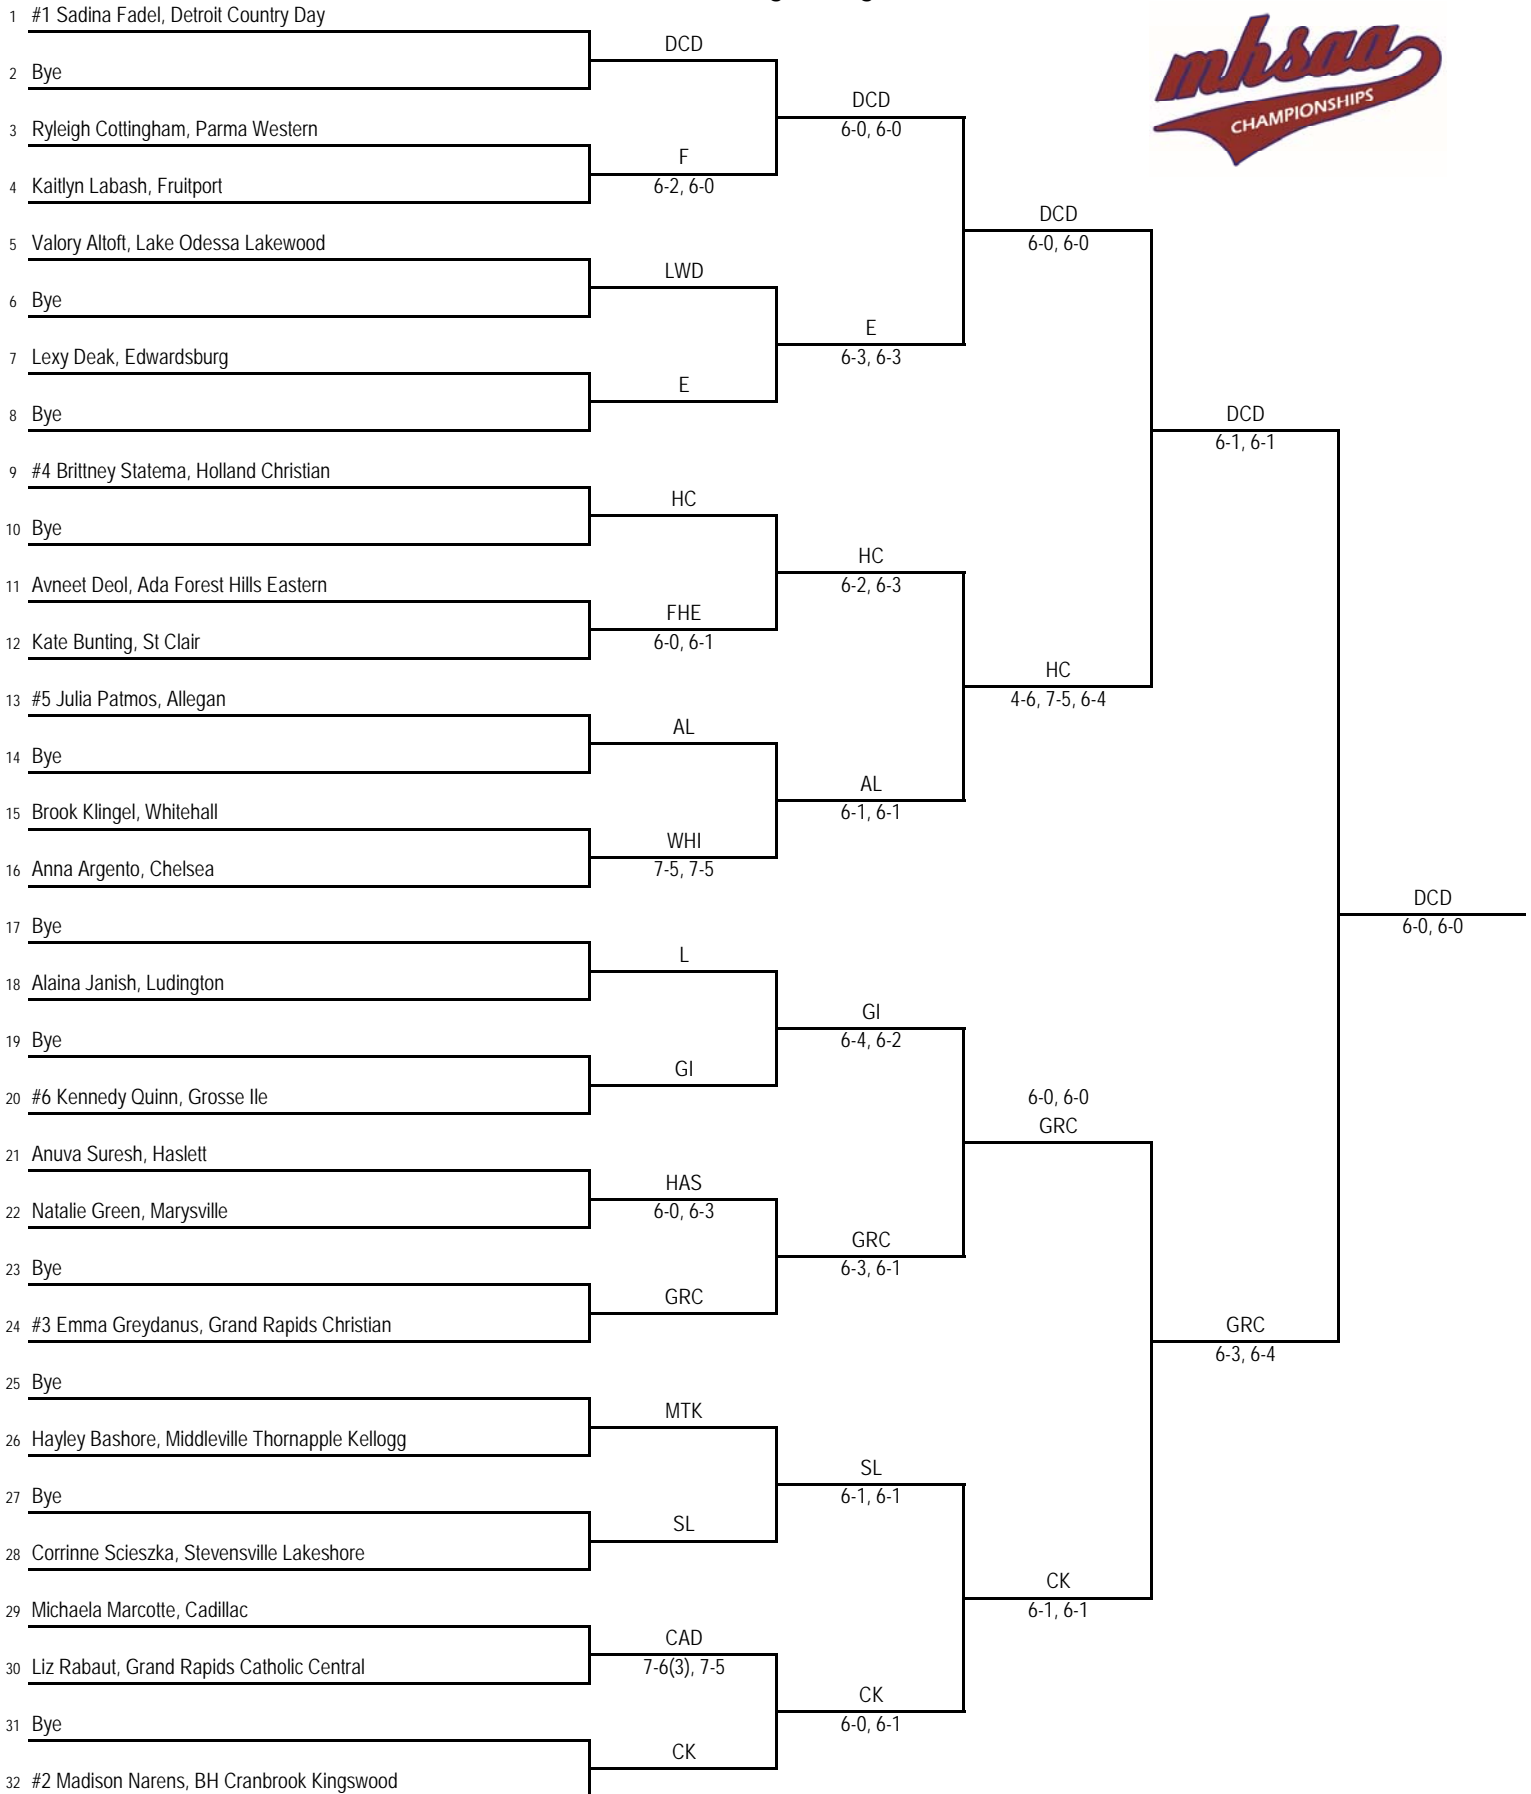 1 #1 Sadina Fadel, Detroit Country Day
DCD
2 Bye
DCD
6-0, 6-0
3 Ryleigh Cottingham, Parma Western
F
6-2, 6-0
4 Kaitlyn Labash, Fruitport
DCD
6-0, 6-0
5 Valory Altoft, Lake Odessa Lakewood
LWD
6 Bye
E
6-3, 6-3
7 Lexy Deak, Edwardsburg
E
8 Bye
DCD
6-1, 6-1
9 #4 Brittney Statema, Holland Christian
HC
10 Bye
HC
6-2, 6-3
11 Avneet Deol, Ada Forest Hills Eastern
FHE
6-0, 6-1
12 Kate Bunting, St Clair
HC
4-6, 7-5, 6-4
13 #5 Julia Patmos, Allegan
AL
14 Bye
AL
6-1, 6-1
15 Brook Klingel, Whitehall
WHI
7-5, 7-5
16 Anna Argento, Chelsea
DCD
6-0, 6-0
17 Bye
L
18 Alaina Janish, Ludington
GI
6-4, 6-2
19 Bye
GI
20 #6 Kennedy Quinn, Grosse Ile
6-0, 6-0
GRC
21 Anuva Suresh, Haslett
HAS
6-0, 6-3
22 Natalie Green, Marysville
GRC
6-3, 6-1
23 Bye
GRC
24 #3 Emma Greydanus, Grand Rapids Christian
GRC
6-3, 6-4
25 Bye
MTK
26 Hayley Bashore, Middleville Thornapple Kellogg
SL
6-1, 6-1
27 Bye
SL
28 Corrinne Scieszka, Stevensville Lakeshore
CK
6-1, 6-1
29 Michaela Marcotte, Cadillac
CAD
7-6(3), 7-5
30 Liz Rabaut, Grand Rapids Catholic Central
CK
6-0, 6-1
31 Bye
CK
32 #2 Madison Narens, BH Cranbrook Kingswood
mhsaa
CHAMPIONSHIPS